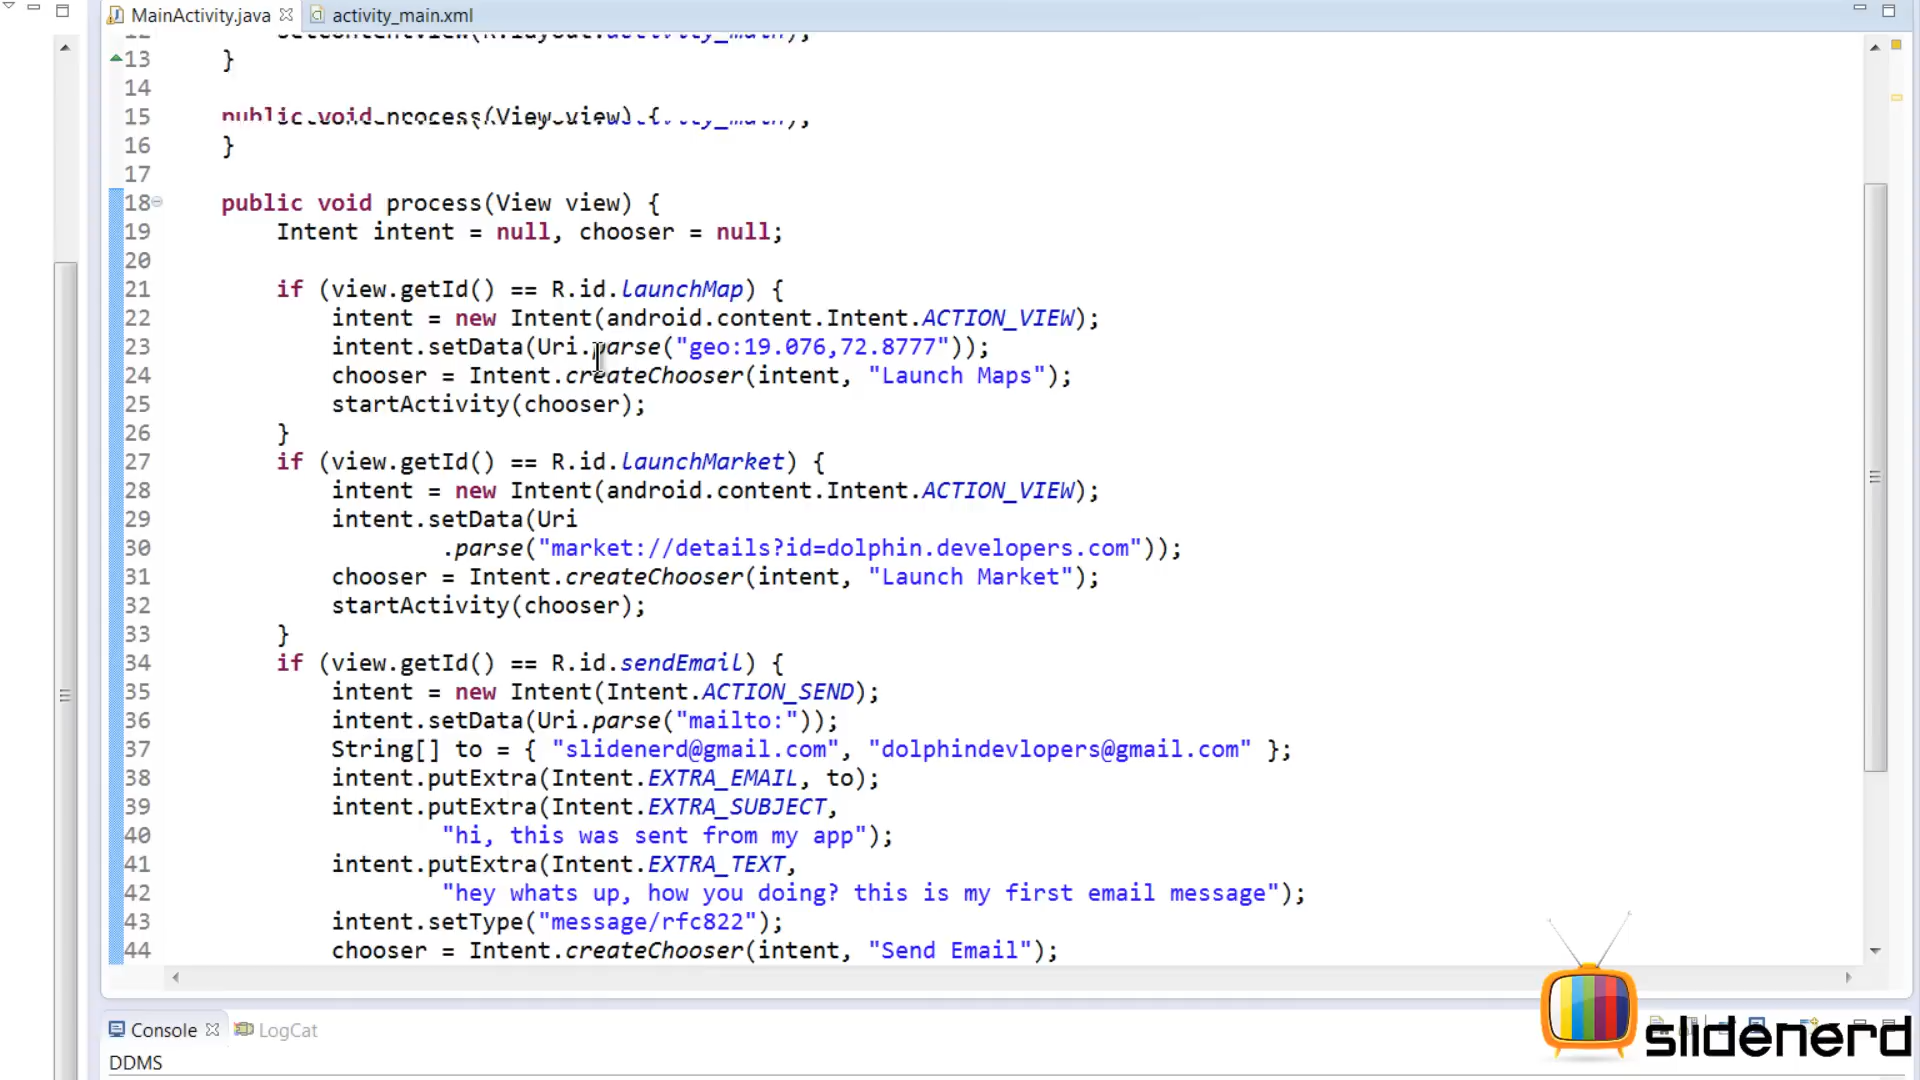 MainActivity.java activity_main.xml
12 setContentView(R.layout.activity_main);
13 }
14
15 public void process(View view) {
16 }
17
18 public void process(View view) {
19 Intent intent = null, chooser = null;
20
21 if (view.getId() == R.id.launchMap) {
22 intent = new Intent(android.content.Intent.ACTION_VIEW);
23 intent.setData(Uri.parse("geo:19.076,72.8777"));
24 chooser = Intent.createChooser(intent, "Launch Maps");
25 startActivity(chooser);
26 }
27 if (view.getId() == R.id.launchMarket) {
28 intent = new Intent(android.content.Intent.ACTION_VIEW);
29 intent.setData(Uri
30 .parse("market://details?id=dolphin.developers.com"));
31 chooser = Intent.createChooser(intent, "Launch Market");
32 startActivity(chooser);
33 }
34 if (view.getId() == R.id.sendEmail) {
35 intent = new Intent(Intent.ACTION_SEND);
36 intent.setData(Uri.parse("mailto:"));
37 String[] to = { "slidenerd@gmail.com", "dolphindevlopers@gmail.com" };
38 intent.putExtra(Intent.EXTRA_EMAIL, to);
39 intent.putExtra(Intent.EXTRA_SUBJECT,
40 "hi, this was sent from my app");
41 intent.putExtra(Intent.EXTRA_TEXT,
42 "hey whats up, how you doing? this is my first email message");
43 intent.setType("message/rfc822");
44 chooser = Intent.createChooser(intent, "Send Email");
Console LogCat
DDMS
slidenerd